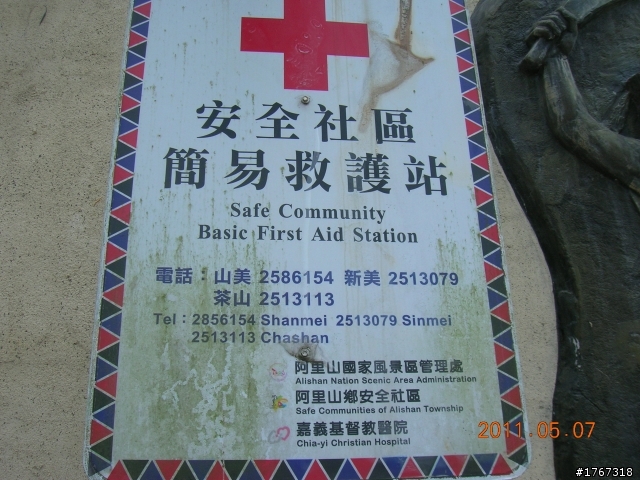 安全社區
簡易救護站
Safe Community
Basic First Aid Station
電話：山美 2586154 新美 2513079
茶山 2513113
Tel：2856154 Shanmei 2513079 Sinmei
2513113 Chashan
阿里山國家風景區管理處
Alishan Nation Scenic Area Administration
阿里山鄉安全社區
Safe Communities of Alishan Township
嘉義基督教醫院
Chia-yi Christian Hospital
2011.05.07
#1767318